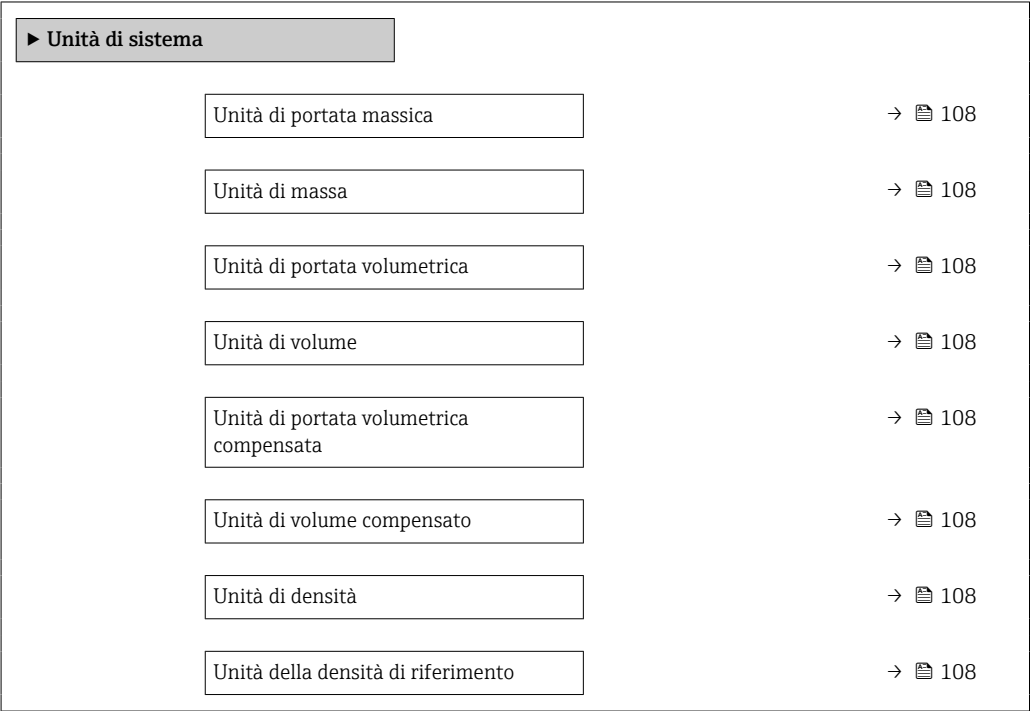 ▶ Unità di sistema
Unità di portata massica → 108
Unità di massa → 108
Unità di portata volumetrica → 108
Unità di volume → 108
Unità di portata volumetrica → 108
compensata
Unità di volume compensato → 108
Unità di densità → 108
Unità della densità di riferimento → 108